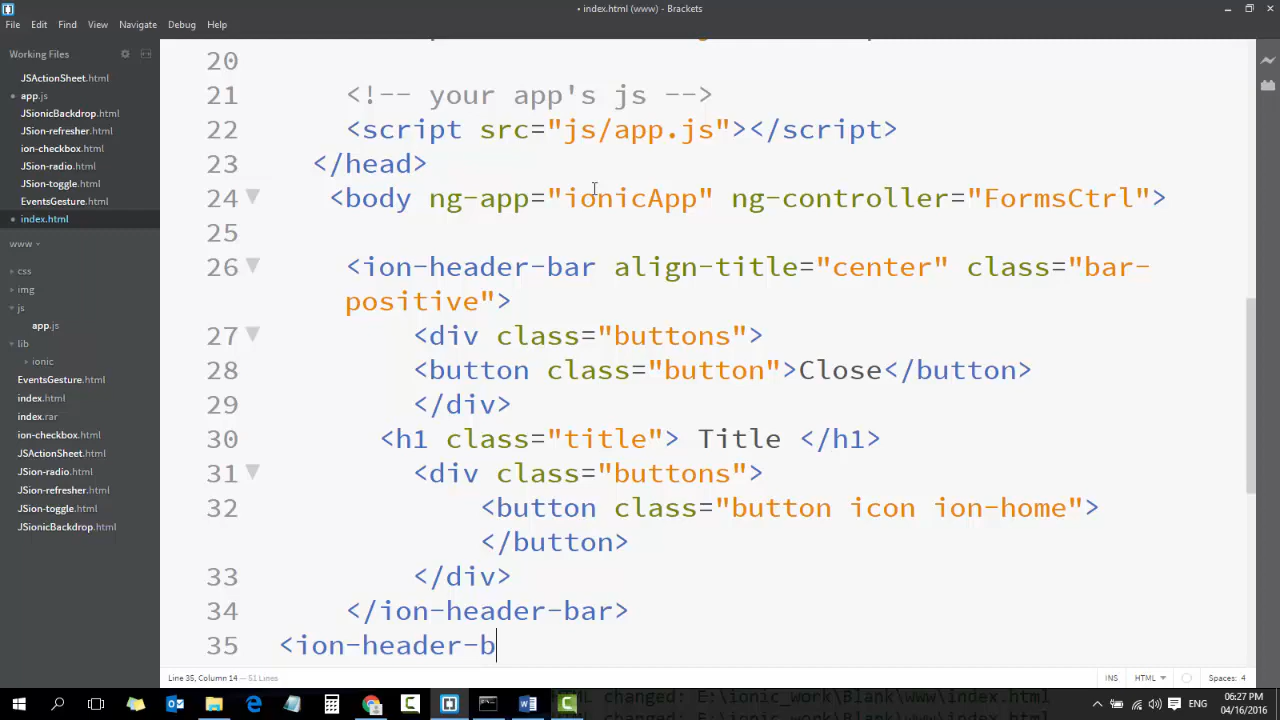 • index.html (www) - Brackets
File Edit Find View Navigate Debug Help
Working Files
JSActionSheet.html
app.js
JSionicBackdrop.html
JSion-refresher.html
ion-checkbox.html
JSion-radio.html
JSion-toggle.html
EventsGesture.html
index.html
www
css
img
js
app.js
lib
ionic
EventsGesture.html
index.html
index.rar
ion-checkbox.html
JSActionSheet.html
JSion-radio.html
JSion-refresher.html
JSion-toggle.html
JSionicBackdrop.html
20
21 <!-- your app's js -->
22 <script src="js/app.js"></script>
23 </head>
24 <body ng-app="ionicApp" ng-controller="FormsCtrl">
25
26 <ion-header-bar align-title="center" class="bar-
positive">
27 <div class="buttons">
28 <button class="button">Close</button>
29 </div>
30 <h1 class="title"> Title </h1>
31 <div class="buttons">
32 <button class="button icon ion-home">
</button>
33 </div>
34 </ion-header-bar>
35 <ion-header-b
Line 35, Column 14 — 51 Lines
INS HTML Spaces: 4
changed: E:\ionic_work\Blank\www\index.html
06:27 PM
04/16/2016